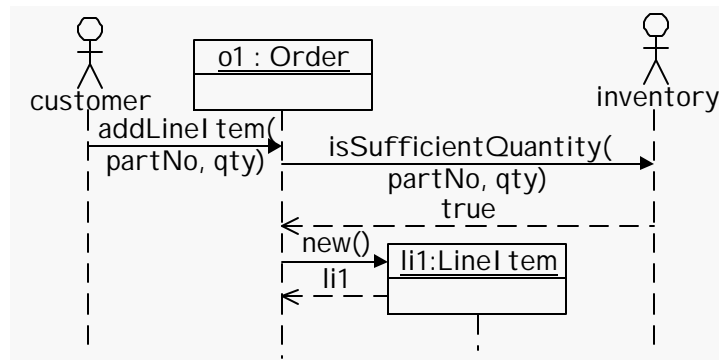 o1 : Order
customer
inventory
addLineItem(
partNo, qty)
isSufficientQuantity(
partNo, qty)
true
new()
li1:LineItem
li1